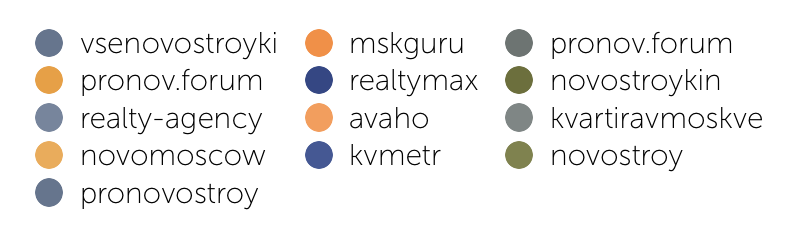 vsenovostroyki
pronov.forum
realty-agency
novomoscow
pronovostroy
mskguru
realtymax
avaho
kvmetr
pronov.forum
novostroykin
kvartiravmoskve
novostroy